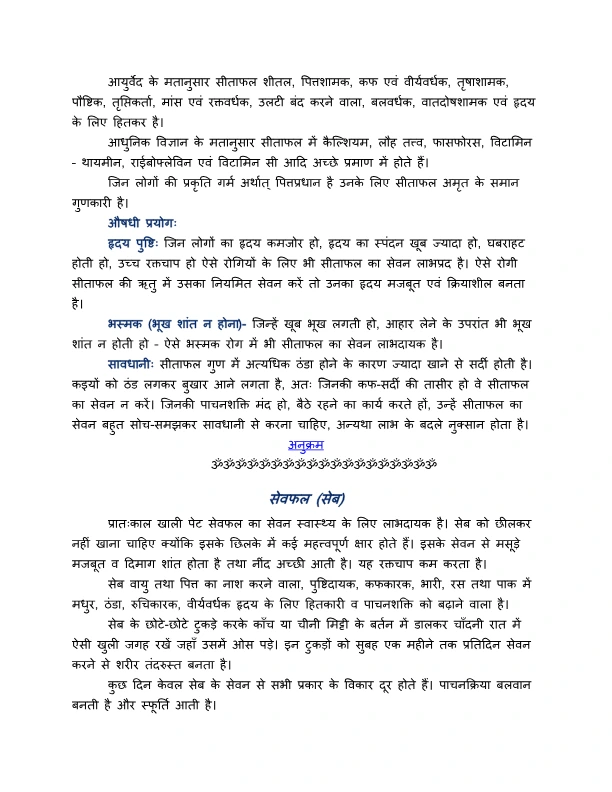 आयुर्वेद के मतानुसार सीताफल शीतल, पित्तशामक, कफ एवं वीर्यवर्धक, तृषाशामक,
पौष्टिक, तृप्तिकर्ता, मांस एवं रक्तवर्धक, उलटी बंद करने वाला, बलवर्धक, वातदोषशामक एवं हृदय
के लिए हितकर है।
आधुनिक विज्ञान के मतानुसार सीताफल में कैल्शियम, लौह तत्त्व, फासफोरस, विटामिन
- थायमीन, राईबोफ्लेविन एवं विटामिन सी आदि अच्छे प्रमाण में होते हैं।
जिन लोगों की प्रकृति गर्म अर्थात् पित्तप्रधान है उनके लिए सीताफल अमृत के समान
गुणकारी है।
औषधी प्रयोगः
हृदय पुष्टिः जिन लोगों का हृदय कमजोर हो, हृदय का स्पंदन खूब ज्यादा हो, घबराहट
होती हो, उच्च रक्तचाप हो ऐसे रोगियों के लिए भी सीताफल का सेवन लाभप्रद है। ऐसे रोगी
सीताफल की ऋतु में उसका नियमित सेवन करें तो उनका हृदय मजबूत एवं क्रियाशील बनता
है।
भस्मक (भूख शांत न होना)- जिन्हें खूब भूख लगती हो, आहार लेने के उपरांत भी भूख
शांत न होती हो - ऐसे भस्मक रोग में भी सीताफल का सेवन लाभदायक है।
सावधानीः सीताफल गुण में अत्यधिक ठंडा होने के कारण ज्यादा खाने से सर्दी होती है।
कइयों को ठंड लगकर बुखार आने लगता है, अतः जिनकी कफ-सर्दी की तासीर हो वे सीताफल
का सेवन न करें। जिनकी पाचनशक्ति मंद हो, बैठे रहने का कार्य करते हों, उन्हें सीताफल का
सेवन बहुत सोच-समझकर सावधानी से करना चाहिए, अन्यथा लाभ के बदले नुक्सान होता है।
अनुक्रम
ॐॐॐॐॐॐॐॐॐॐॐॐॐॐॐॐॐॐॐ
सेवफल (सेब)
प्रातःकाल खाली पेट सेवफल का सेवन स्वास्थ्य के लिए लाभदायक है। सेब को छीलकर
नहीं खाना चाहिए क्योंकि इसके छिलके में कई महत्त्वपूर्ण क्षार होते हैं। इसके सेवन से मसूड़े
मजबूत व दिमाग शांत होता है तथा नींद अच्छी आती है। यह रक्तचाप कम करता है।
सेब वायु तथा पित्त का नाश करने वाला, पुष्टिदायक, कफकारक, भारी, रस तथा पाक में
मधुर, ठंडा, रुचिकारक, वीर्यवर्धक हृदय के लिए हितकारी व पाचनशक्ति को बढ़ाने वाला है।
सेब के छोटे-छोटे टुकड़े करके काँच या चीनी मिट्टी के बर्तन में डालकर चाँदनी रात में
ऐसी खुली जगह रखें जहाँ उसमें ओस पड़े। इन टुकड़ों को सुबह एक महीने तक प्रतिदिन सेवन
करने से शरीर तंदरुस्त बनता है।
कुछ दिन केवल सेब के सेवन से सभी प्रकार के विकार दूर होते हैं। पाचनक्रिया बलवान
बनती है और स्फूर्ति आती है।